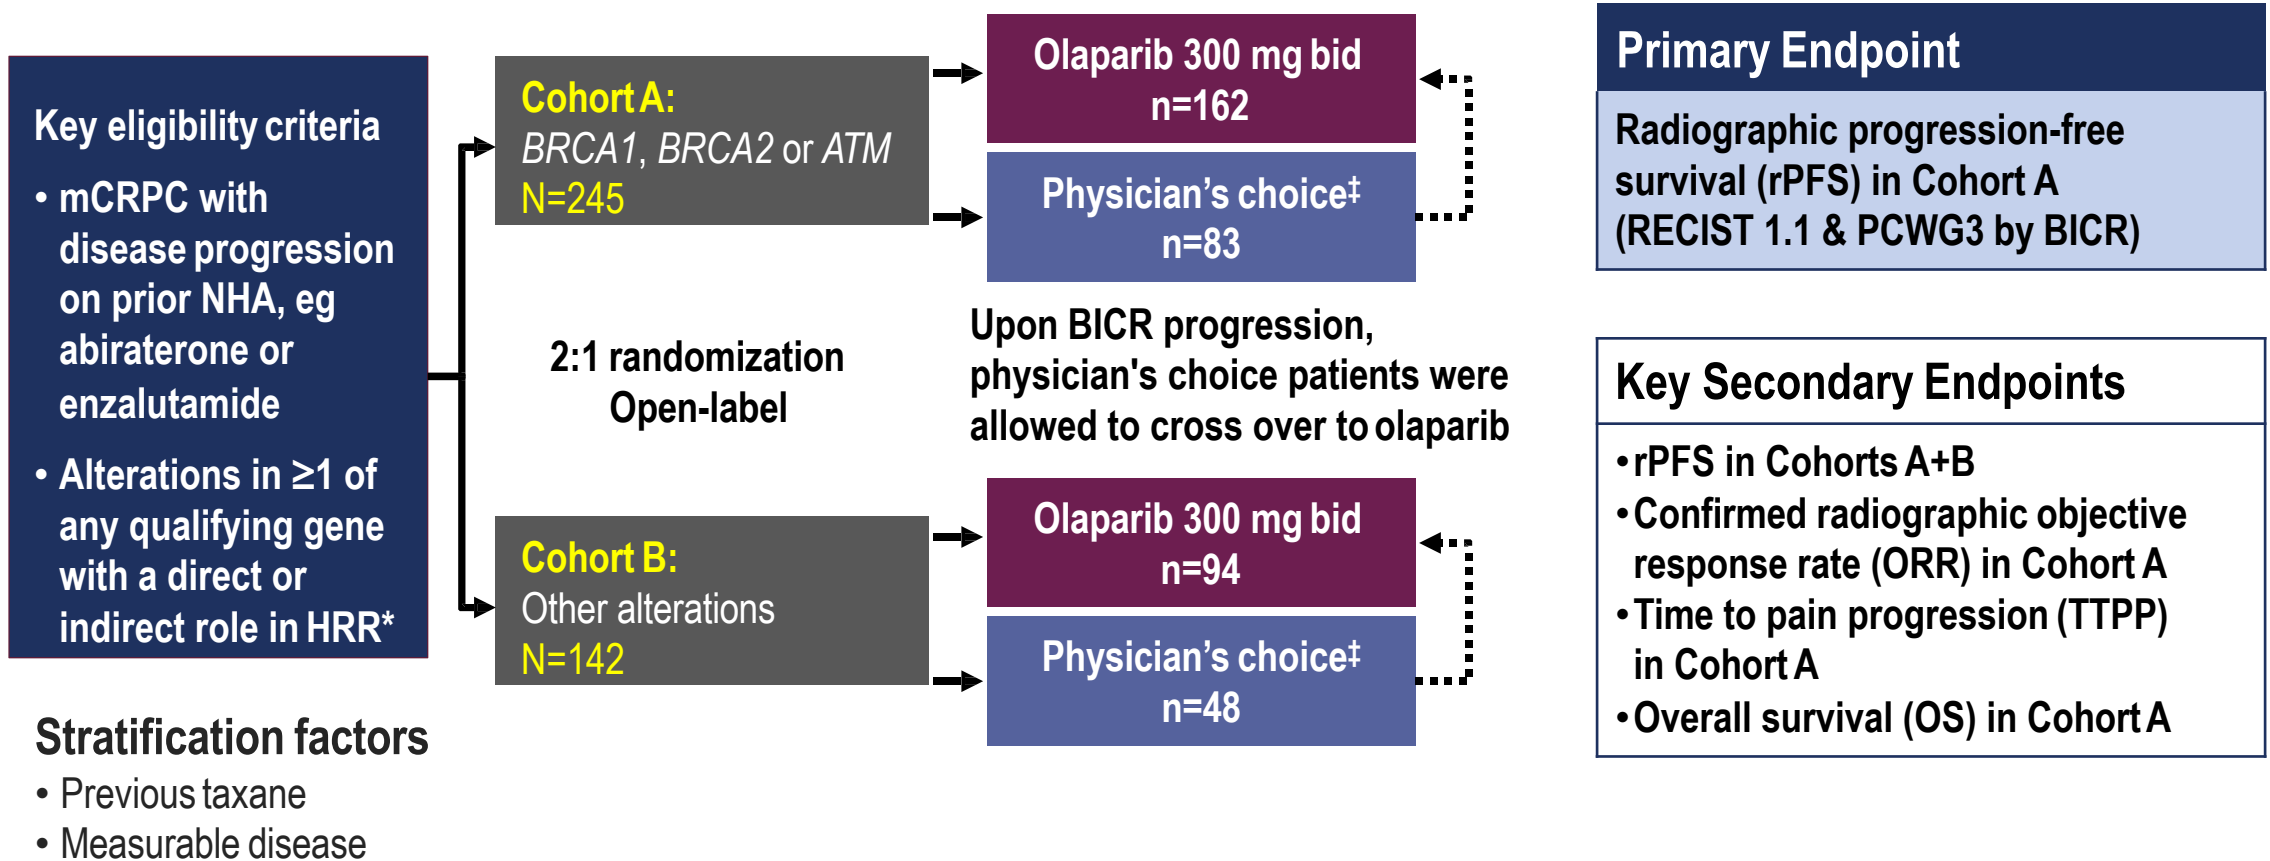 Key eligibility criteria
• mCRPC with
disease progression
on prior NHA, eg
abiraterone or
enzalutamide
• Alterations in ≥1 of
any qualifying gene
with a direct or
indirect role in HRR*
Stratification factors
• Previous taxane
• Measurable disease
Cohort A:
BRCA1, BRCA2 or ATM
N=245
2:1 randomization
Open-label
Cohort B:
Other alterations
N=142
Olaparib 300 mg bid
n=162
Physician’s choice‡
n=83
Upon BICR progression,
physician's choice patients were
allowed to cross over to olaparib
Olaparib 300 mg bid
n=94
Physician’s choice‡
n=48
Primary Endpoint
Radiographic progression-free
survival (rPFS) in Cohort A
(RECIST 1.1 & PCWG3 by BICR)
Key Secondary Endpoints
• rPFS in Cohorts A+B
• Confirmed radiographic objective
response rate (ORR) in Cohort A
• Time to pain progression (TTPP)
in Cohort A
• Overall survival (OS) in Cohort A